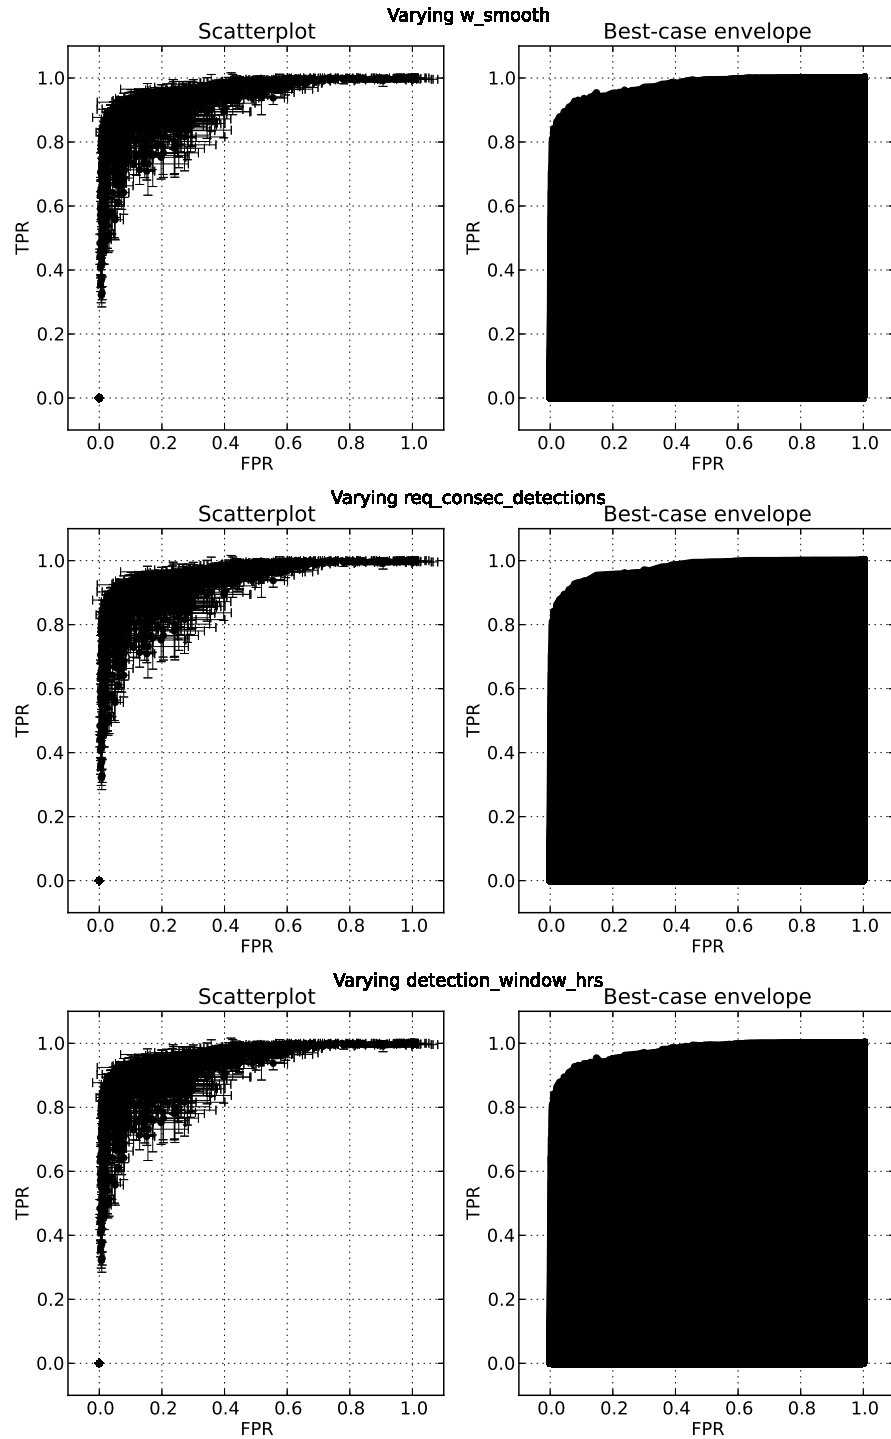 Varying w_smooth
Scatterplot
Best-case envelope
1.0
0.8
0.6
0.4
0.2
0.0
TPR
0.0 0.2 0.4 0.6 0.8 1.0
FPR
1.0
0.8
0.6
0.4
0.2
0.0
TPR
0.0 0.2 0.4 0.6 0.8 1.0
FPR
Varying req_consec_detections
Scatterplot
Best-case envelope
1.0
0.8
0.6
0.4
0.2
0.0
TPR
0.0 0.2 0.4 0.6 0.8 1.0
FPR
1.0
0.8
0.6
0.4
0.2
0.0
TPR
0.0 0.2 0.4 0.6 0.8 1.0
FPR
Varying detection_window_hrs
Scatterplot
Best-case envelope
1.0
0.8
0.6
0.4
0.2
0.0
TPR
0.0 0.2 0.4 0.6 0.8 1.0
FPR
1.0
0.8
0.6
0.4
0.2
0.0
TPR
0.0 0.2 0.4 0.6 0.8 1.0
FPR